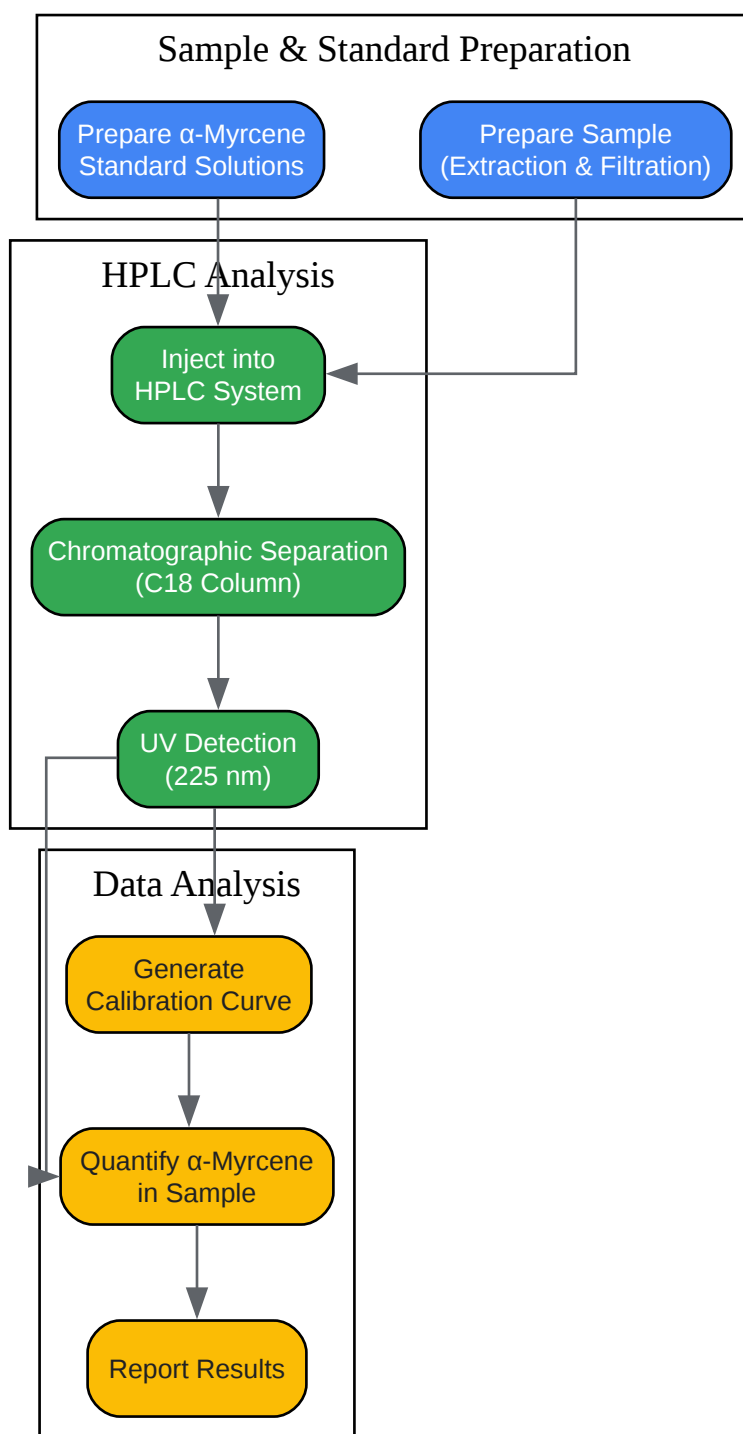 Sample & Standard Preparation
Prepare α-Myrcene
Standard Solutions
Prepare Sample
(Extraction & Filtration)
HPLC Analysis
Inject into
HPLC System
Chromatographic Separation
(C18 Column)
UV Detection
(225 nm)
Data Analysis
Generate
Calibration Curve
Quantify α-Myrcene
in Sample
Report Results